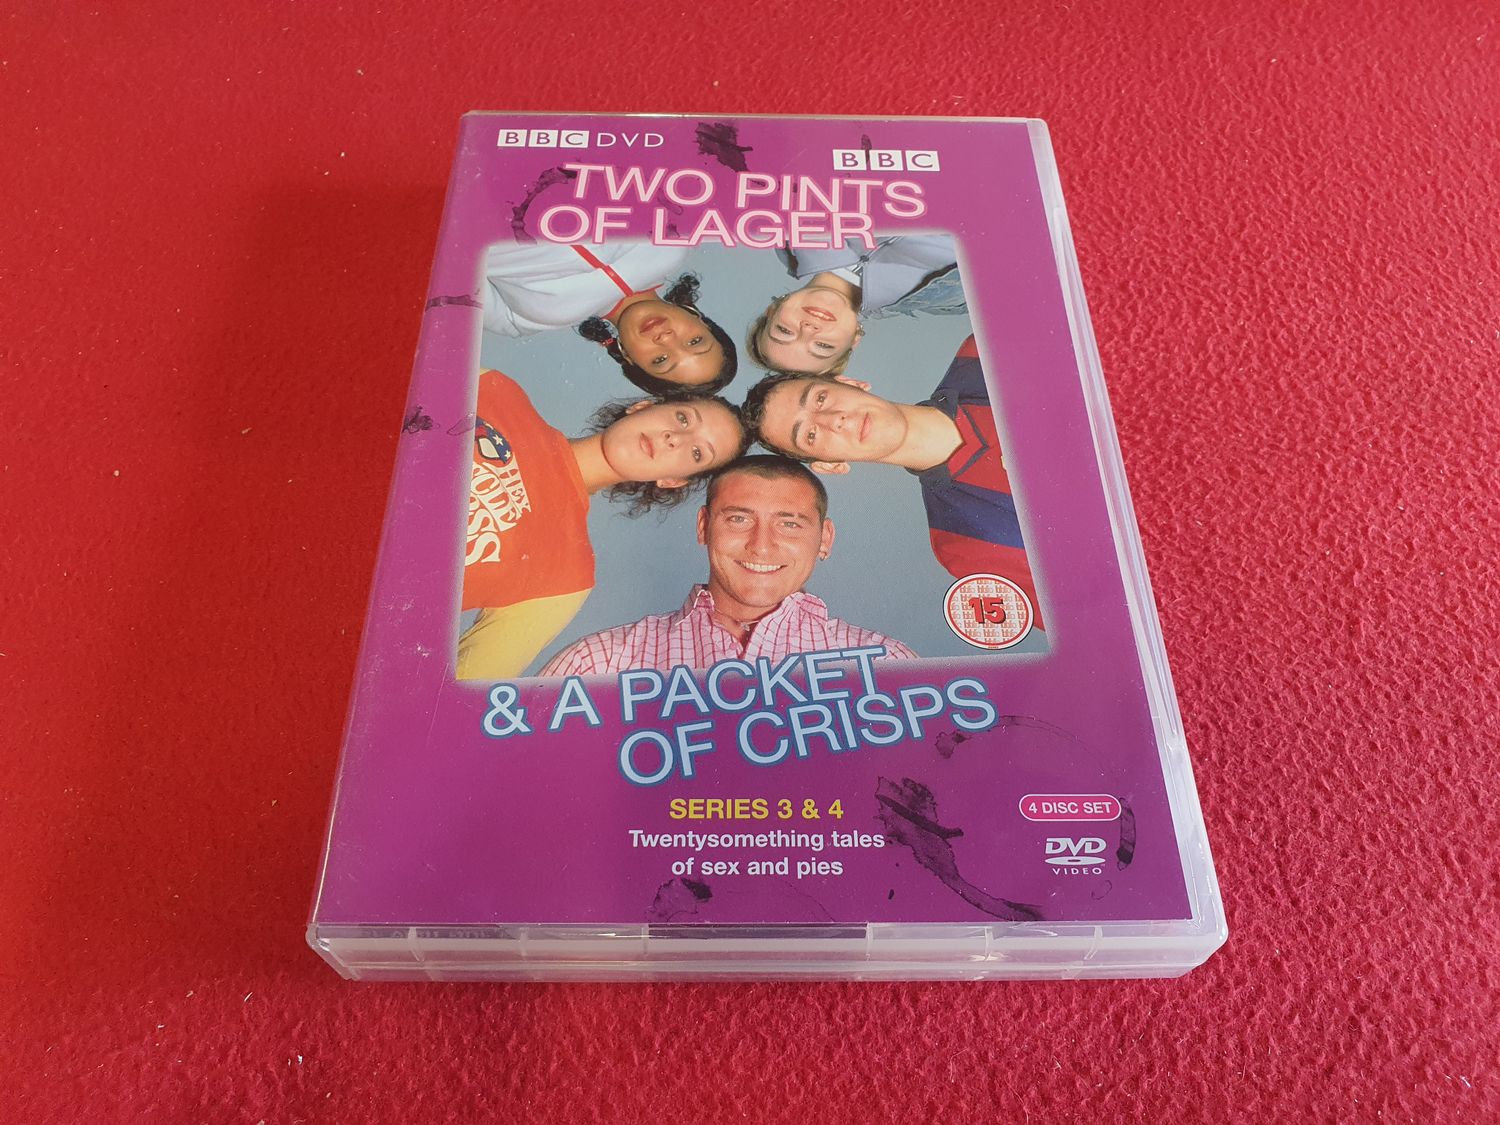 BBC DVD
BBC
TWO PINTS
OF LAGER
HEY
15
& A PACKET
OF CRISPS
SERIES 3 & 4
Twentysomething tales
of sex and pies
4 DISC SET
DVD
VIDEO